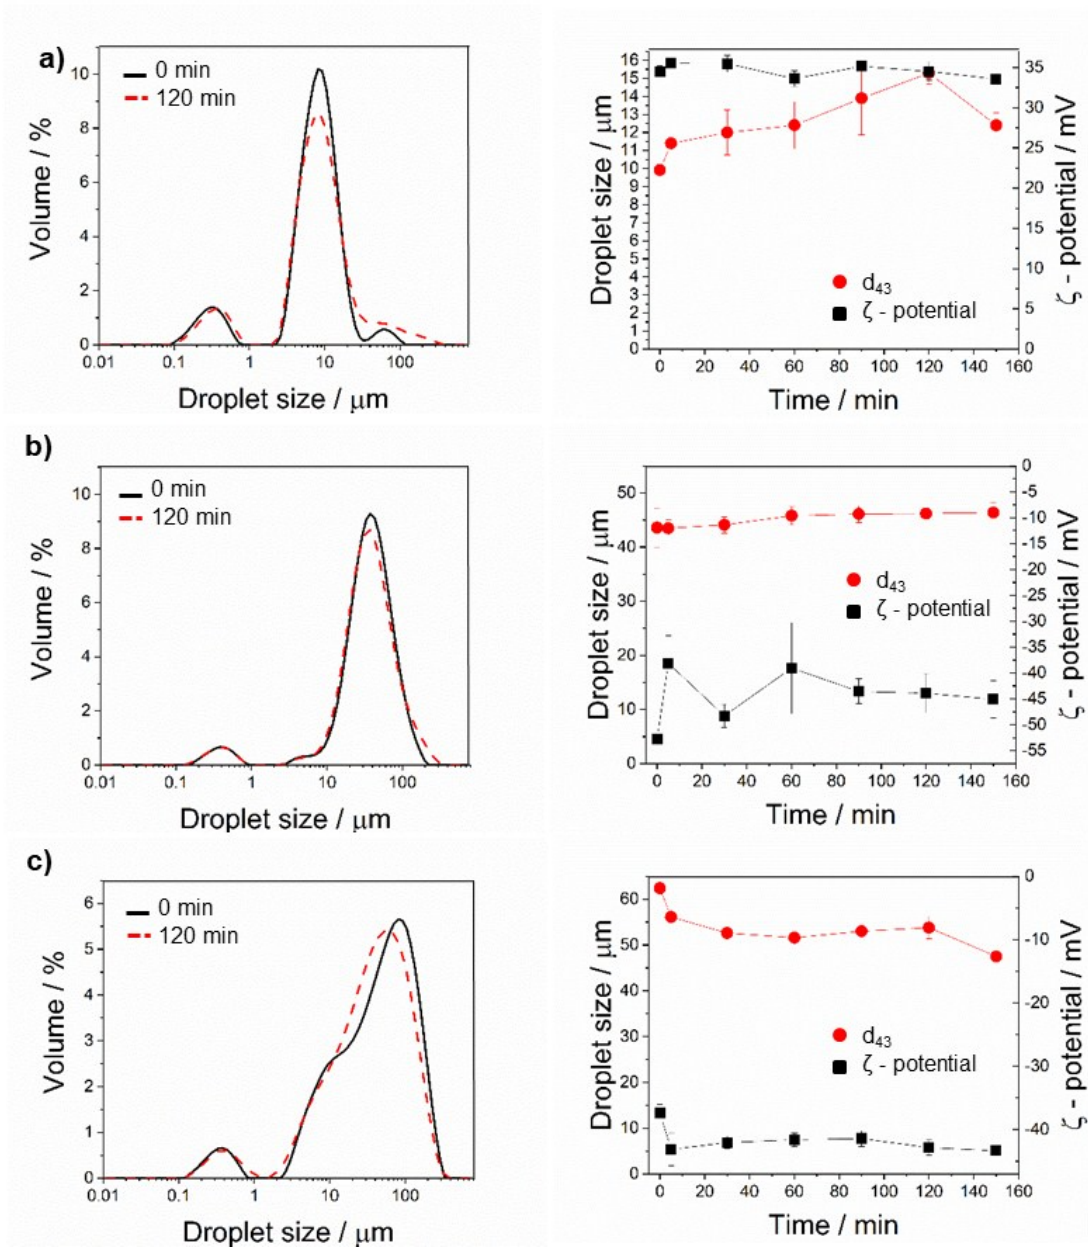 a)
0 min
120 min
Volume / %
10
8
6
4
2
0
0.01 0.1 1 10 100
Droplet size / μm
Droplet size / μm
16
15
14
13
12
11
10
9
8
7
6
5
4
3
2
1
0
d43
ζ - potential
35
30
25
20
15
10
5
0
ζ - potential / mV
0 20 40 60 80 100 120 140 160
Time / min
b)
0 min
120 min
Volume / %
10
8
6
4
2
0
0.01 0.1 1 10 100
Droplet size / μm
Droplet size / μm
50
40
30
20
10
0
d43
ζ - potential
0
-5
-10
-15
-20
-25
-30
-35
-40
-45
-50
-55
ζ - potential / mV
0 20 40 60 80 100 120 140 160
Time / min
c)
0 min
120 min
Volume / %
6
5
4
3
2
1
0
0.01 0.1 1 10 100
Droplet size / μm
Droplet size / μm
60
50
40
30
20
10
0
d43
ζ - potential
0
-10
-20
-30
-40
ζ - potential / mV
0 20 40 60 80 100 120 140 160
Time / min